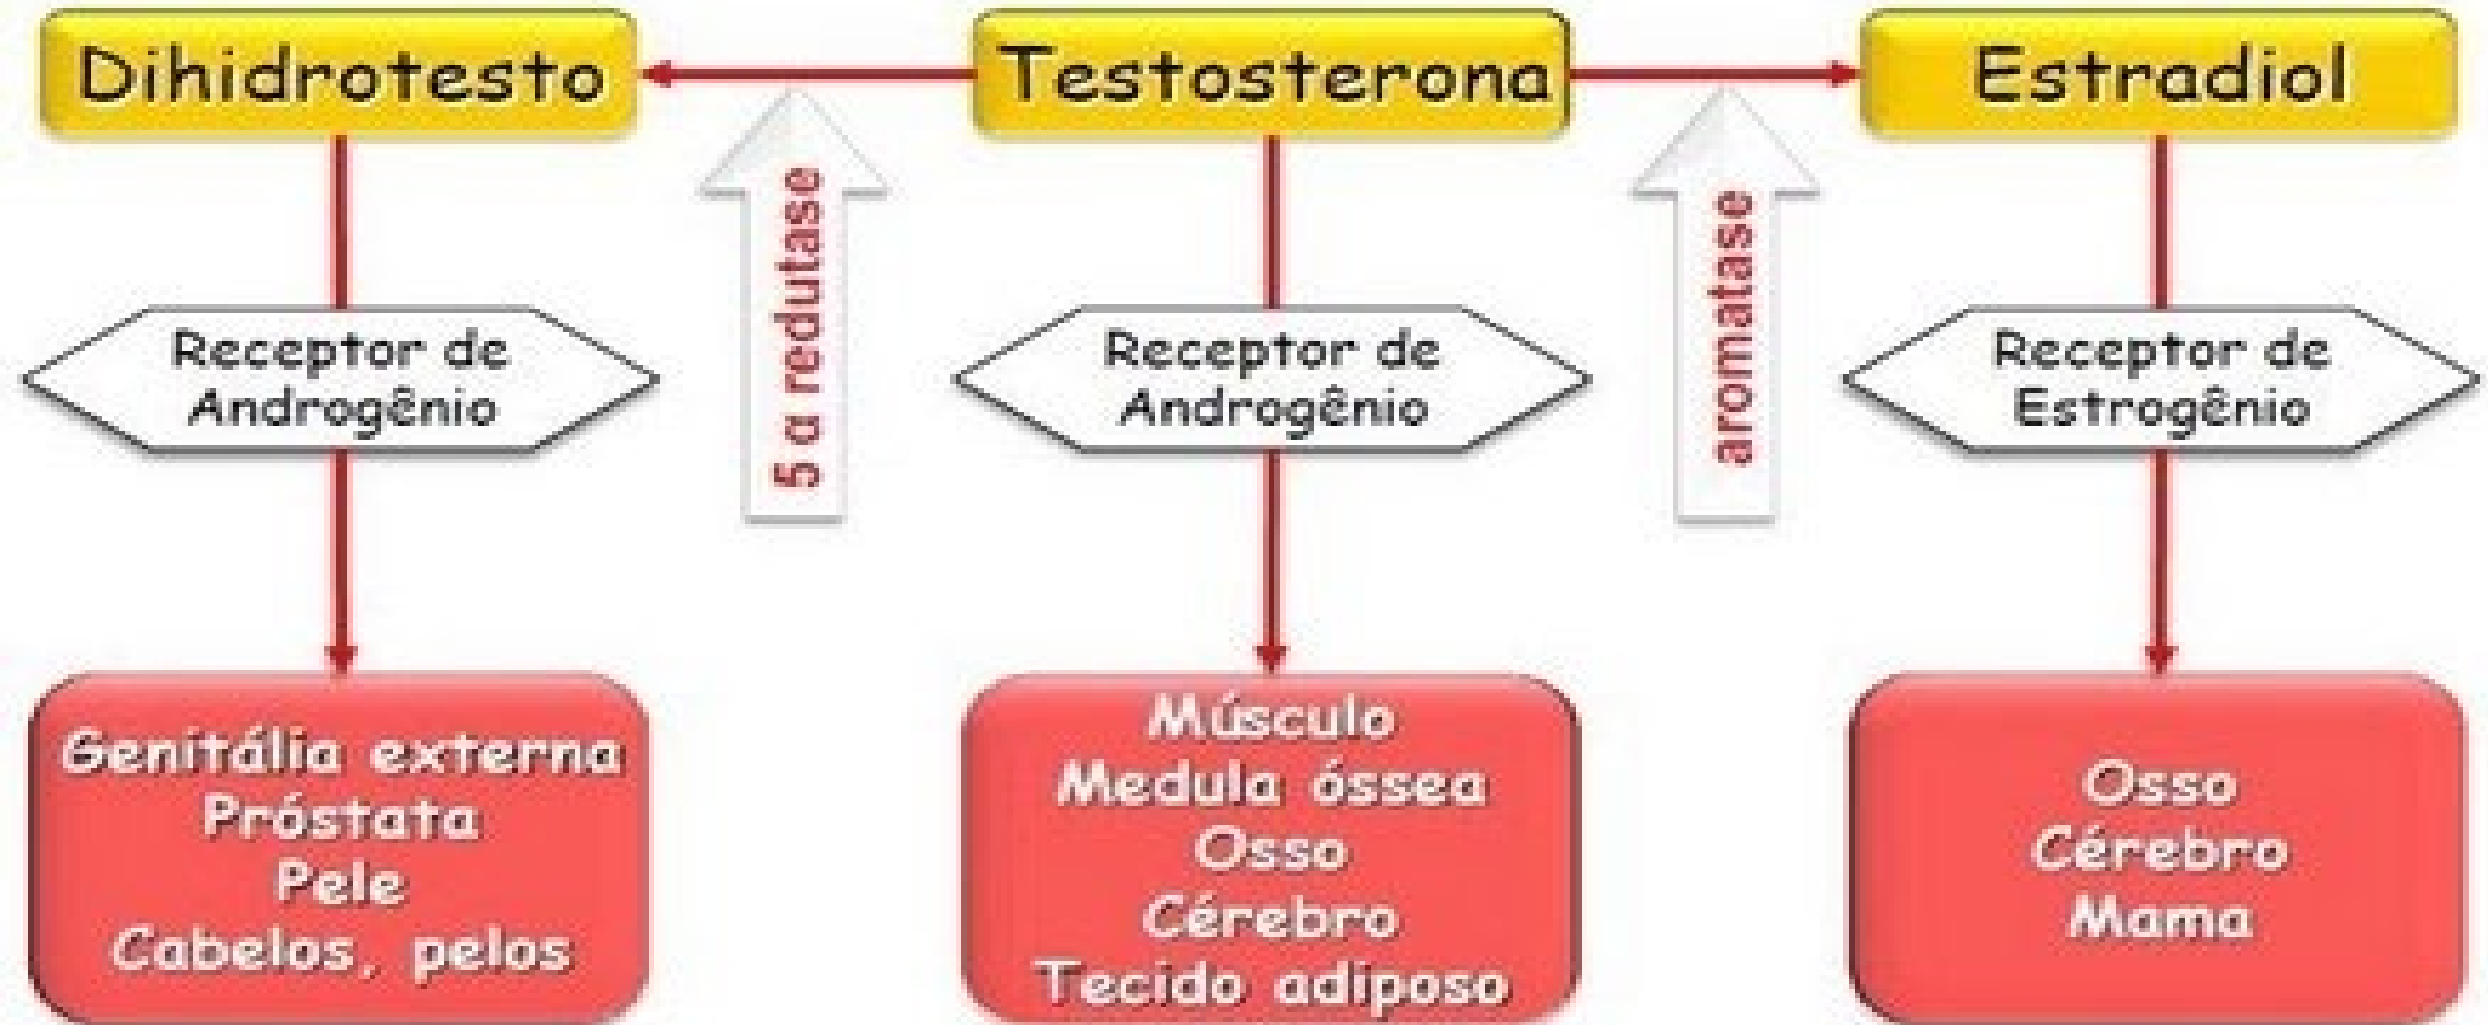 Dihidrotesto
Testosterona
Estradiol
5 α redutase
aromatase
Receptor de
Androgênio
Receptor de
Androgênio
Receptor de
Estrogênio
Genitália externa
Próstata
Pele
Cabelos, pelos
Músculo
Medula óssea
Osso
Cérebro
Tecido adiposo
Osso
Cérebro
Mama